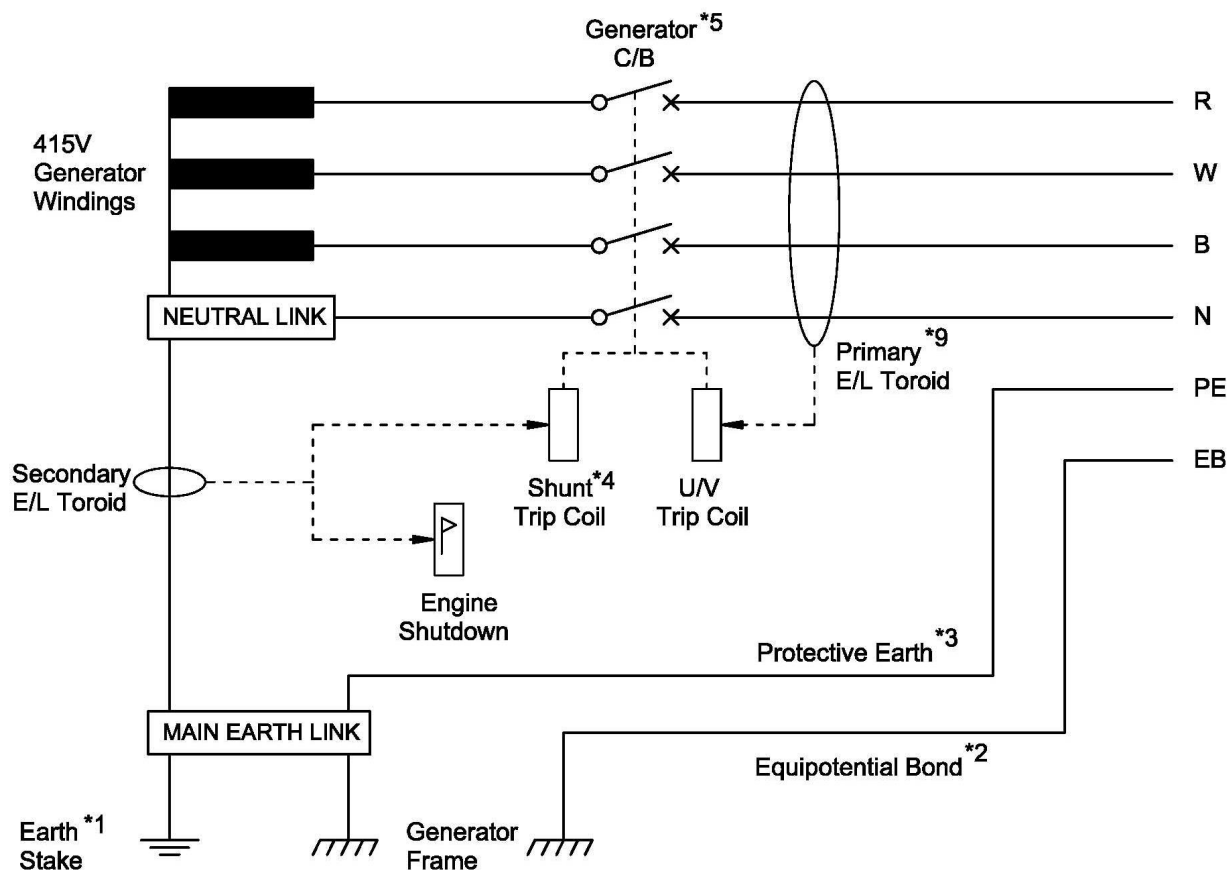 Generator *5
C/B
R
415V
Generator
Windings
W
B
NEUTRAL LINK
N
Primary *9
E/L Toroid
PE
Secondary
E/L Toroid
Shunt *4
Trip Coil
U/V
Trip Coil
EB
Engine
Shutdown
Protective Earth *3
MAIN EARTH LINK
Equipotential Bond *2
Earth *1
Stake
Generator
Frame